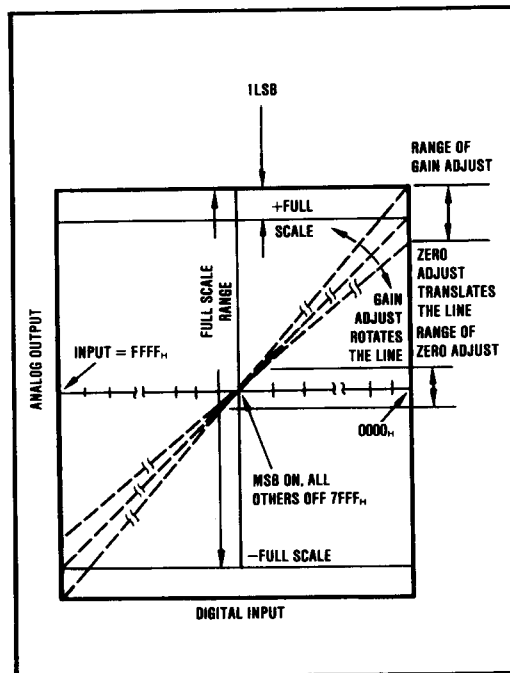 1LSB
RANGE OF
GAIN ADJUST
+FULL
SCALE
FULL SCALE
RANGE
ZERO
ADJUST
TRANSLATES
THE LINE
GAIN
ADJUST
ROTATES
THE LINE
RANGE OF
ZERO ADJUST
ANALOG OUTPUT
INPUT = FFFFH
0000H
MSB ON, ALL
OTHERS OFF 7FFFH
−FULL SCALE
DIGITAL INPUT